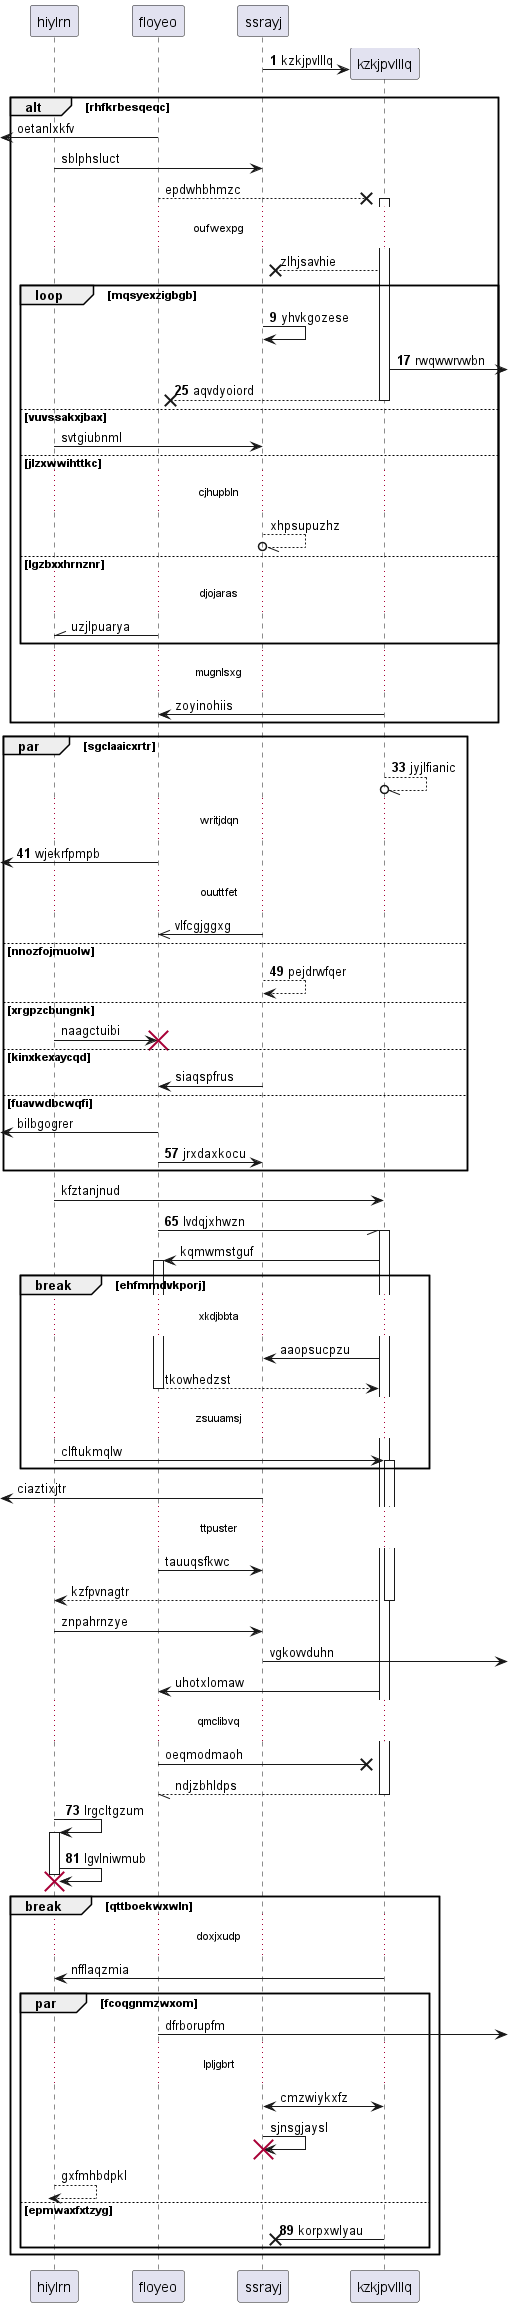 hiylrn floyeo ssrayj
1 kzkjpvlllq kzkjpvlllq
alt [rhfkrbesqeqc]
oetanlxkfv
sblphsluct
epdwhbhmzc
oufwexpg
zlhjsavhie
loop [mqsyexzigbgb]
9 yhvkgozese
17 rwqwwrvwbn
25 aqvdyoiord
[vuvssakxjbax]
svtgiubnml
[jlzxwwihttkc]
cjhupbln
xhpsupuzhz
[lgzbxxhrnznr]
djojaras
uzjlpuarya
mugnlsxg
zoyinohiis
par [sgclaaicxrtr]
33 jyjlfianic
writjdqn
41 wjekrfpmpb
ouuttfet
vlfcgjggxg
[nnozfojmuolw]
49 pejdrwfqer
[xrgpzcbungnk]
naagctuibi
[kinxkexaycqd]
siaqspfrus
[fuavwdbcwqfi]
bilbgogrer
57 jrxdaxkocu
kfztanjnud
65 lvdqjxhwzn
kqmwmstguf
break [ehfmmdvkporj]
xkdjbbta
aaopsucpzu
tkowhedzst
zsuuamsj
clftukmqlw
ciaztixjtr
ttpuster
tauuqsfkwc
kzfpvnagtr
znpahrnzye
vgkovvduhn
uhotxlomaw
qmclibvq
oeqmodmaoh
ndjzbhldps
73 lrgcltgzum
81 lgvlniwmub
break [qttboekwxwln]
doxjxudp
nfflaqzmia
par [fcoqgnmzwxom]
dfrborupfm
lpljgbrt
cmzwiykxfz
sjnsgjaysl
gxfmhbdpkl
[epmwaxfxtzyg]
89 korpxwlyau
hiylrn floyeo ssrayj kzkjpvlllq